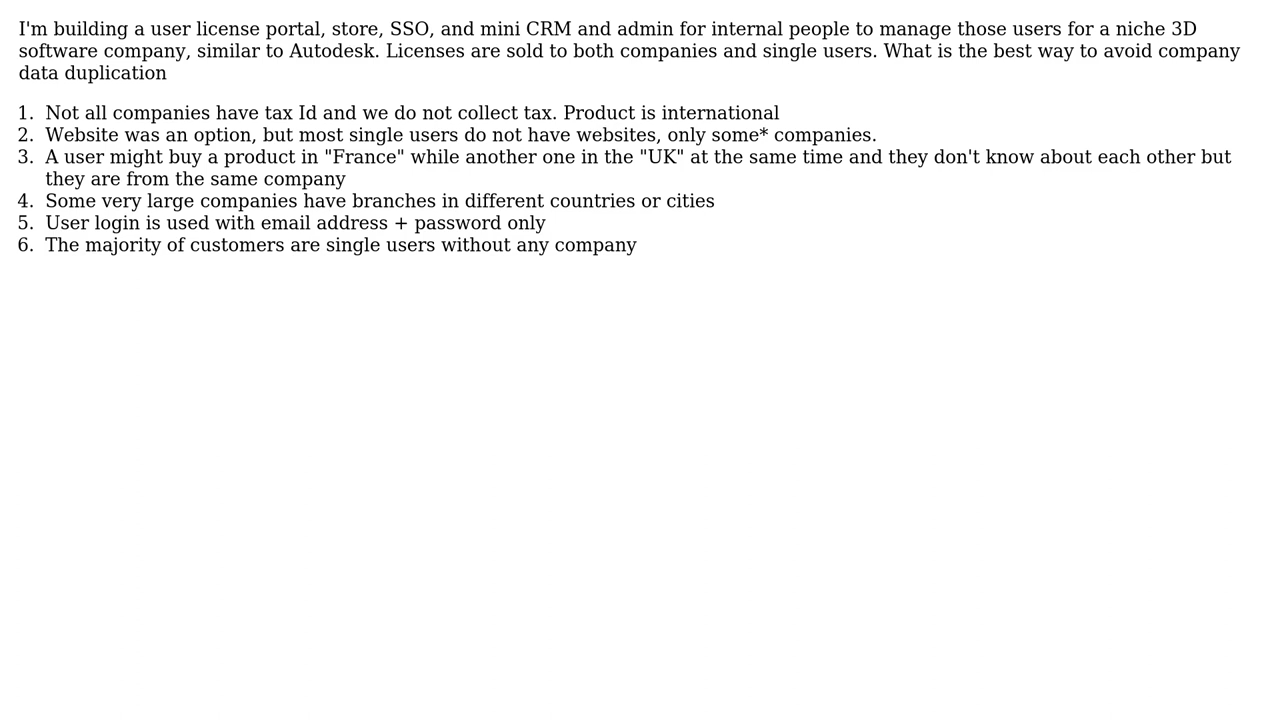 I'm building a user license portal, store, SSO, and mini CRM and admin for internal people to manage those users for a niche 3D
software company, similar to Autodesk. Licenses are sold to both companies and single users. What is the best way to avoid company
data duplication
1. Not all companies have tax Id and we do not collect tax. Product is international
2. Website was an option, but most single users do not have websites, only some* companies.
3. A user might buy a product in "France" while another one in the "UK" at the same time and they don't know about each other but
they are from the same company
4. Some very large companies have branches in different countries or cities
5. User login is used with email address + password only
6. The majority of customers are single users without any company